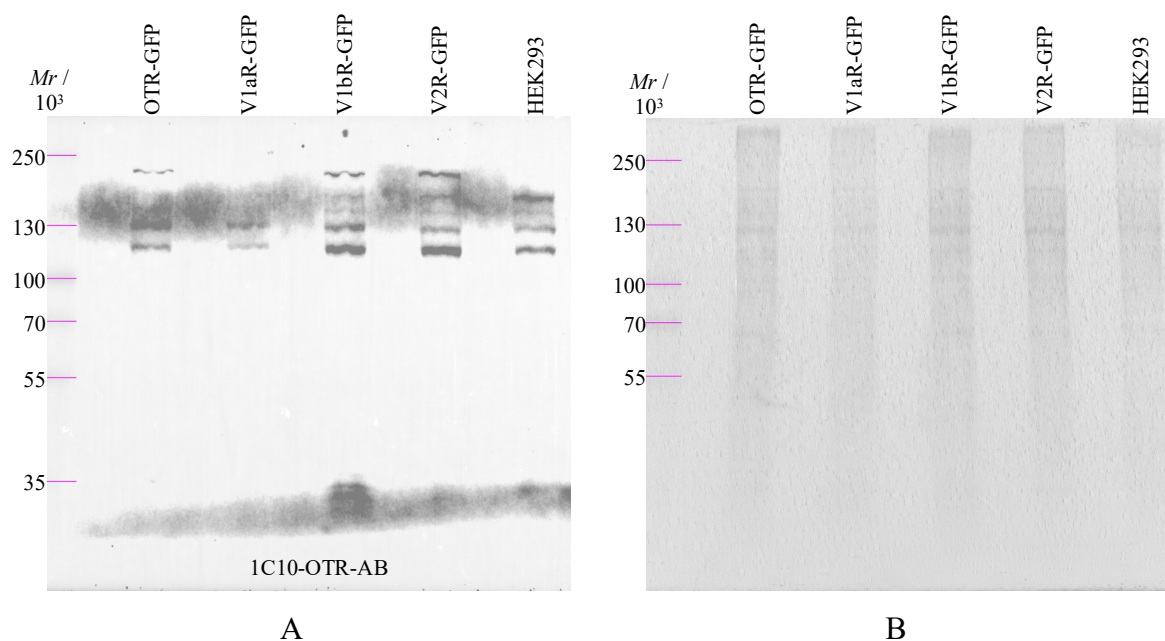 Mr /
10³
OTR-GFP
V1aR-GFP
V1bR-GFP
V2R-GFP
HEK293
250
130
100
70
55
35
1C10-OTR-AB
A
Mr /
10³
OTR-GFP
V1aR-GFP
V1bR-GFP
V2R-GFP
HEK293
250
130
100
70
55
B